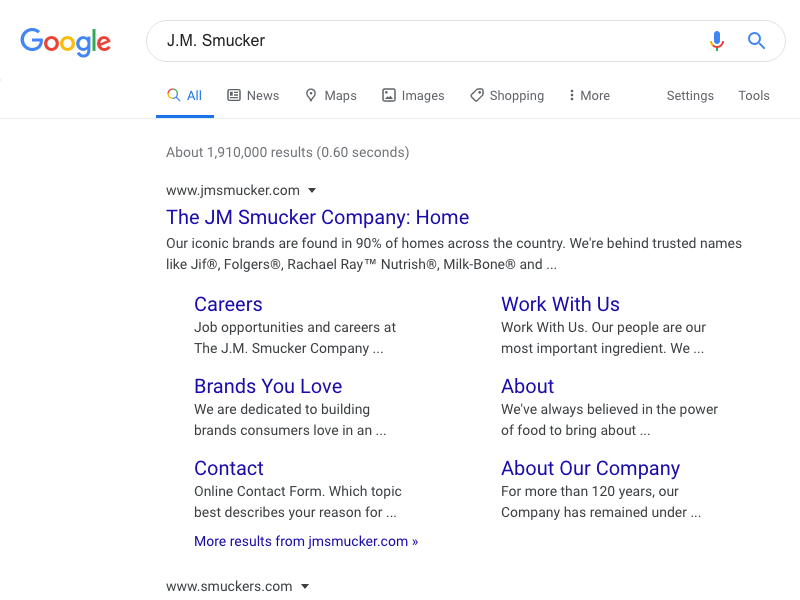 Google
J.M. Smucker
All News Maps Images Shopping More Settings Tools
About 1,910,000 results (0.60 seconds)
www.jmsmucker.com
The JM Smucker Company: Home
Our iconic brands are found in 90% of homes across the country. We're behind trusted names
like Jif®, Folgers®, Rachael Ray™ Nutrish®, Milk-Bone® and ...
Careers
Job opportunities and careers at
The J.M. Smucker Company ...
Work With Us
Work With Us. Our people are our
most important ingredient. We ...
Brands You Love
We are dedicated to building
brands consumers love in an ...
About
We've always believed in the power
of food to bring about ...
Contact
Online Contact Form. Which topic
best describes your reason for ...
About Our Company
For more than 120 years, our
Company has remained under ...
More results from jmsmucker.com »
www.smuckers.com